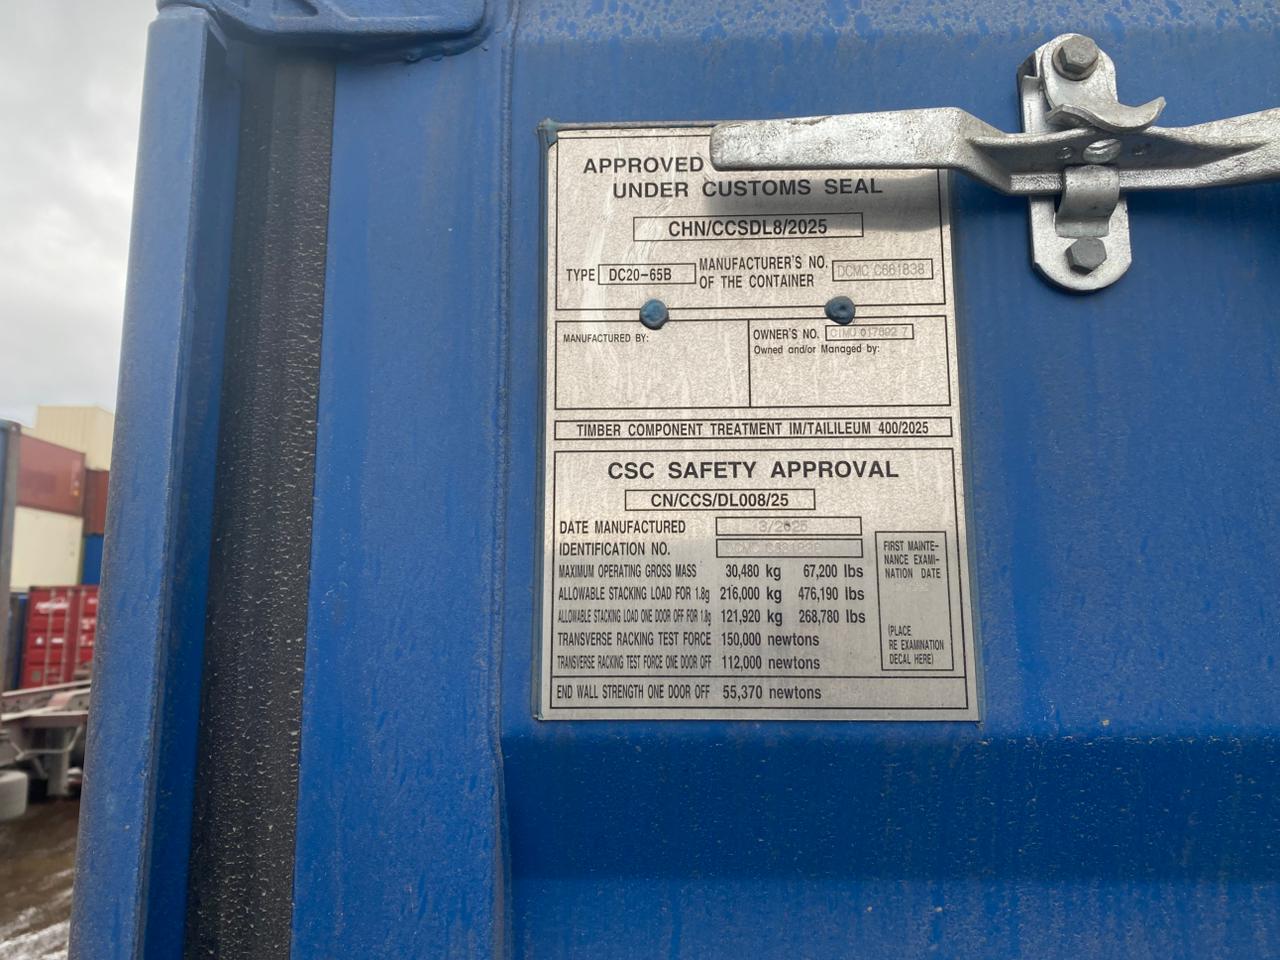 APPROVED
UNDER CUSTOMS SEAL
CHN/CCSDL8/2025
TYPE DC20-65B MANUFACTURER'S NO. OF THE CONTAINER DCMC C661838
MANUFACTURED BY:
OWNER'S NO.
Owned and/or Managed by:
TIMBER COMPONENT TREATMENT IM/TAILILEUM 400/2025
CSC SAFETY APPROVAL
CN/CCS/DL008/25
DATE MANUFACTURED 3/2025
IDENTIFICATION NO.
MAXIMUM OPERATING GROSS MASS 30,480 kg 67,200 lbs
ALLOWABLE STACKING LOAD FOR 1.8g 216,000 kg 476,190 lbs
ALLOWABLE STACKING LOAD ONE DOOR OFF FOR 1.8g 121,920 kg 268,780 lbs
TRANSVERSE RACKING TEST FORCE 150,000 newtons
TRANSVERSE RACKING TEST FORCE ONE DOOR OFF 112,000 newtons
END WALL STRENGTH ONE DOOR OFF 55,370 newtons
FIRST MAINTE-
NANCE EXAMI-
NATION DATE
(PLACE
RE EXAMINATION
DECAL HERE)